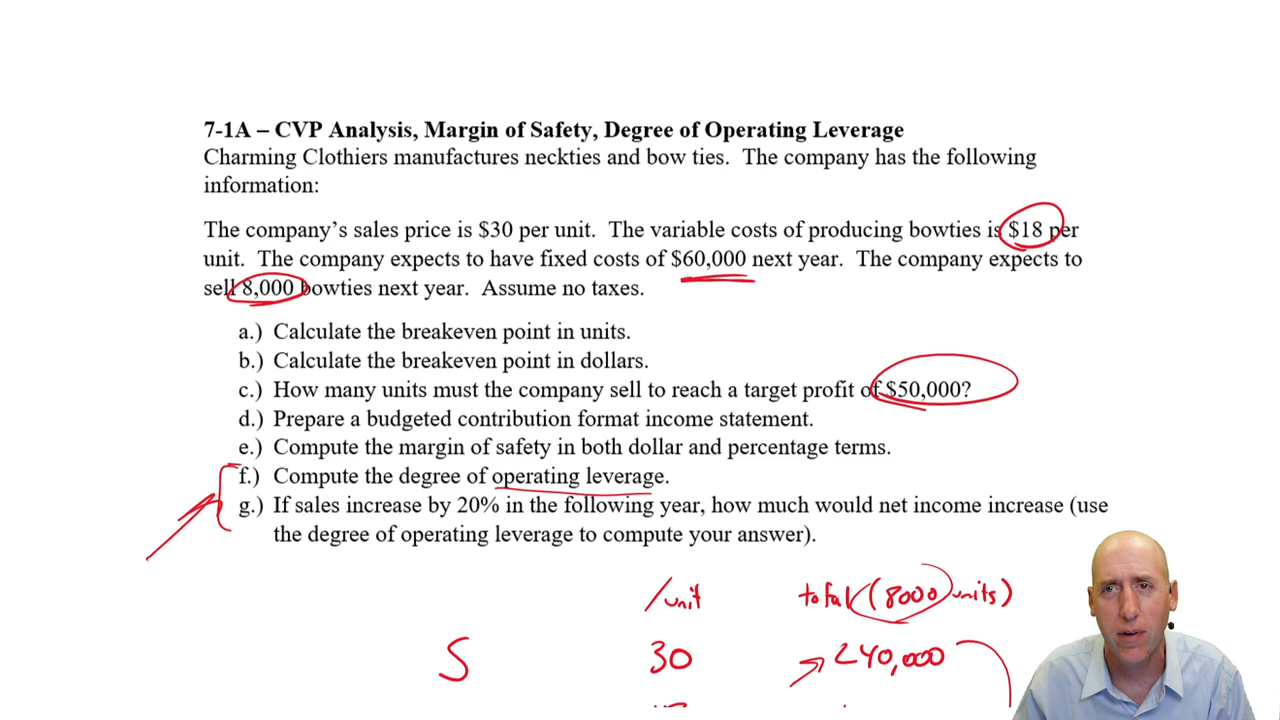 7-1A – CVP Analysis, Margin of Safety, Degree of Operating Leverage
Charming Clothiers manufactures neckties and bow ties. The company has the following
information:
The company's sales price is $30 per unit. The variable costs of producing bowties is $18 per
unit. The company expects to have fixed costs of $60,000 next year. The company expects to
sell 8,000 bowties next year. Assume no taxes.
a.) Calculate the breakeven point in units.
b.) Calculate the breakeven point in dollars.
c.) How many units must the company sell to reach a target profit of $50,000?
d.) Prepare a budgeted contribution format income statement.
e.) Compute the margin of safety in both dollar and percentage terms.
f.) Compute the degree of operating leverage.
g.) If sales increase by 20% in the following year, how much would net income increase (use
the degree of operating leverage to compute your answer).
/unit total (8000 units)
S 30 240,000